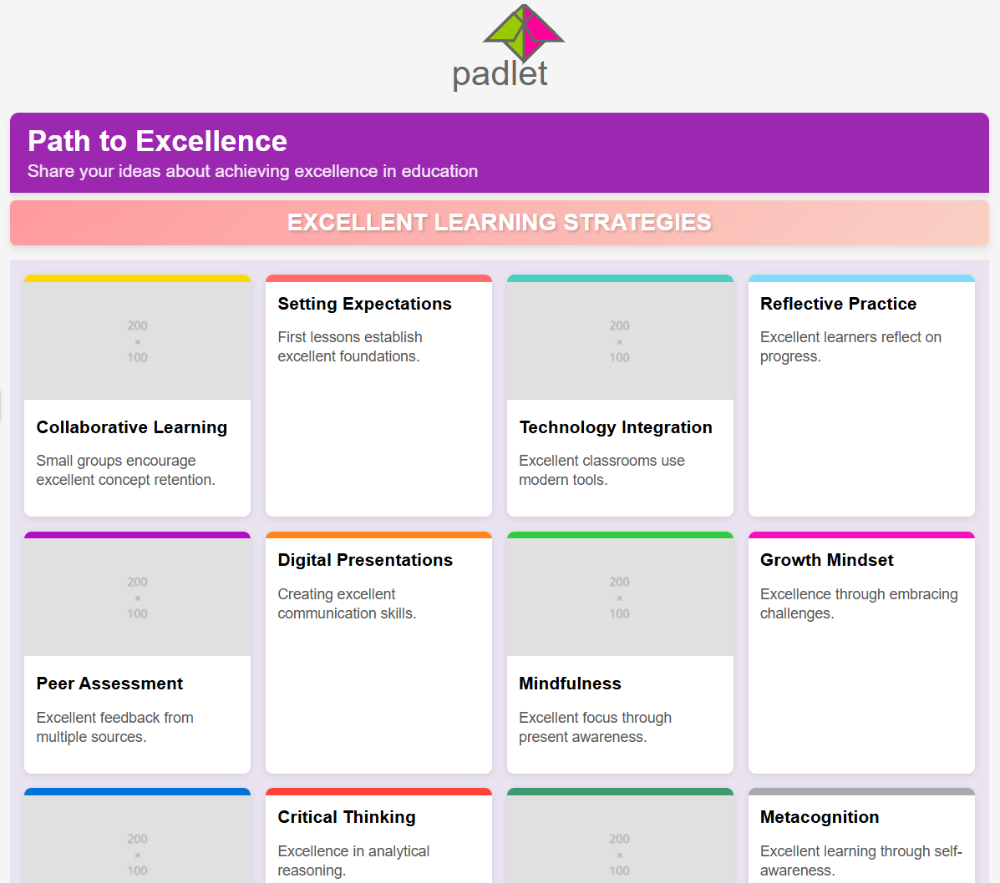 padlet
Path to Excellence
Share your ideas about achieving excellence in education
EXCELLENT LEARNING STRATEGIES
200
×
100
Collaborative Learning
Small groups encourage
excellent concept retention.
Setting Expectations
First lessons establish
excellent foundations.
200
×
100
Technology Integration
Excellent classrooms use
modern tools.
Reflective Practice
Excellent learners reflect on
progress.
200
×
100
Peer Assessment
Excellent feedback from
multiple sources.
Digital Presentations
Creating excellent
communication skills.
200
×
100
Mindfulness
Excellent focus through
present awareness.
Growth Mindset
Excellence through embracing
challenges.
200
×
100
Critical Thinking
Excellence in analytical
reasoning.
200
×
100
Metacognition
Excellent learning through self-
awareness.